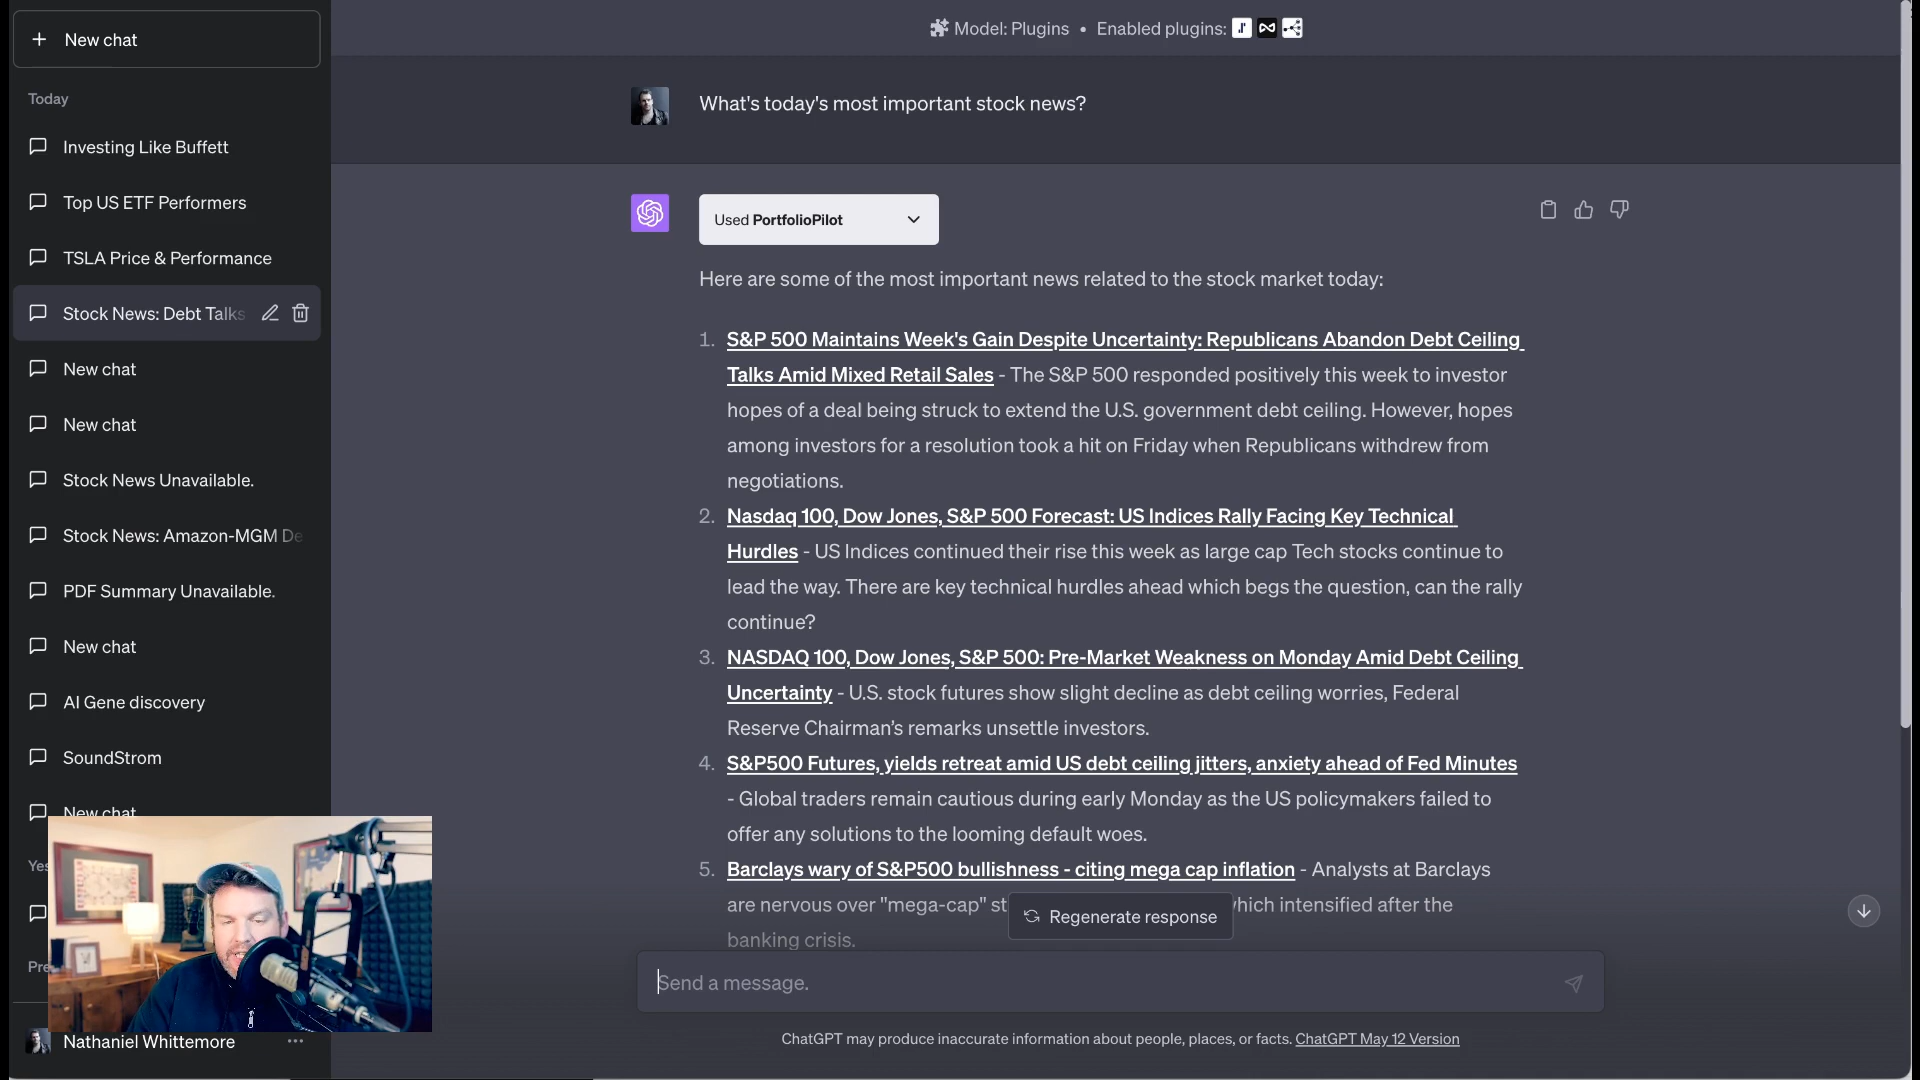 New chat
Today
Investing Like Buffett
Top US ETF Performers
TSLA Price & Performance
Stock News: Debt Talks
New chat
New chat
Stock News Unavailable.
Stock News: Amazon-MGM De
PDF Summary Unavailable.
New chat
AI Gene discovery
SoundStrom
New chat
Yes
Pre
Nathaniel Whittemore
Model: Plugins • Enabled plugins:
What's today's most important stock news?
Used PortfolioPilot
Here are some of the most important news related to the stock market today:
1. S&P 500 Maintains Week's Gain Despite Uncertainty: Republicans Abandon Debt Ceiling
Talks Amid Mixed Retail Sales - The S&P 500 responded positively this week to investor
hopes of a deal being struck to extend the U.S. government debt ceiling. However, hopes
among investors for a resolution took a hit on Friday when Republicans withdrew from
negotiations.
2. Nasdaq 100, Dow Jones, S&P 500 Forecast: US Indices Rally Facing Key Technical
Hurdles - US Indices continued their rise this week as large cap Tech stocks continue to
lead the way. There are key technical hurdles ahead which begs the question, can the rally
continue?
3. NASDAQ 100, Dow Jones, S&P 500: Pre-Market Weakness on Monday Amid Debt Ceiling
Uncertainty - U.S. stock futures show slight decline as debt ceiling worries, Federal
Reserve Chairman's remarks unsettle investors.
4. S&P500 Futures, yields retreat amid US debt ceiling jitters, anxiety ahead of Fed Minutes
- Global traders remain cautious during early Monday as the US policymakers failed to
offer any solutions to the looming default woes.
5. Barclays wary of S&P500 bullishness - citing mega cap inflation - Analysts at Barclays
are nervous over "mega-cap" st which intensified after the
banking crisis.
Regenerate response
Send a message.
ChatGPT may produce inaccurate information about people, places, or facts. ChatGPT May 12 Version